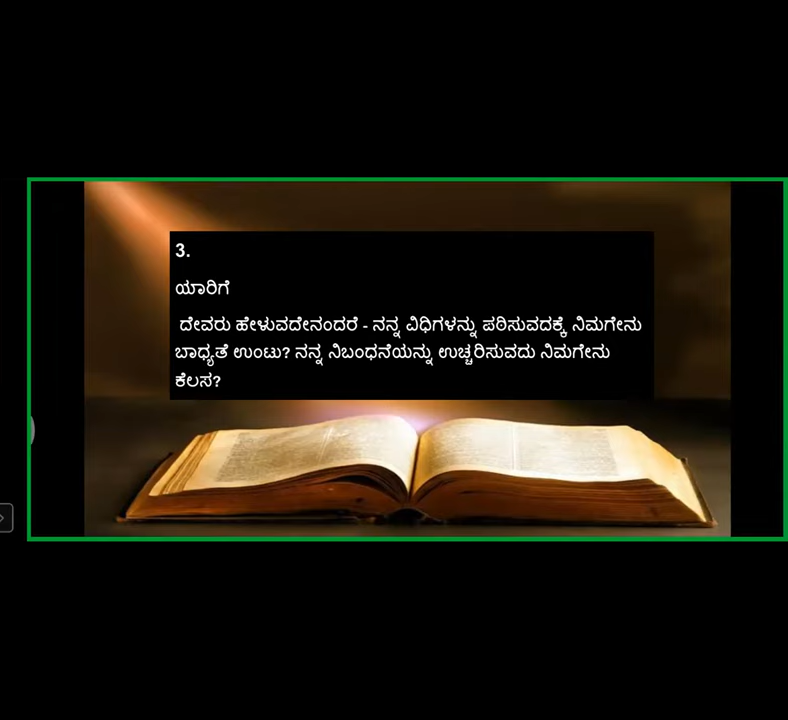 3.
ಯಾರಿಗೆ
ದೇವರು ಹೇಳುವದೇನಂದರೆ - ನನ್ನ ವಿಧಿಗಳನ್ನು ಪಠಿಸುವದಕ್ಕೆ ನಿಮಗೇನು
ಬಾಧ್ಯತೆ ಉಂಟು? ನನ್ನ ನಿಬಂಧನೆಯನ್ನು ಉಚ್ಚರಿಸುವದು ನಿಮಗೇನು
ಕೆಲಸ?